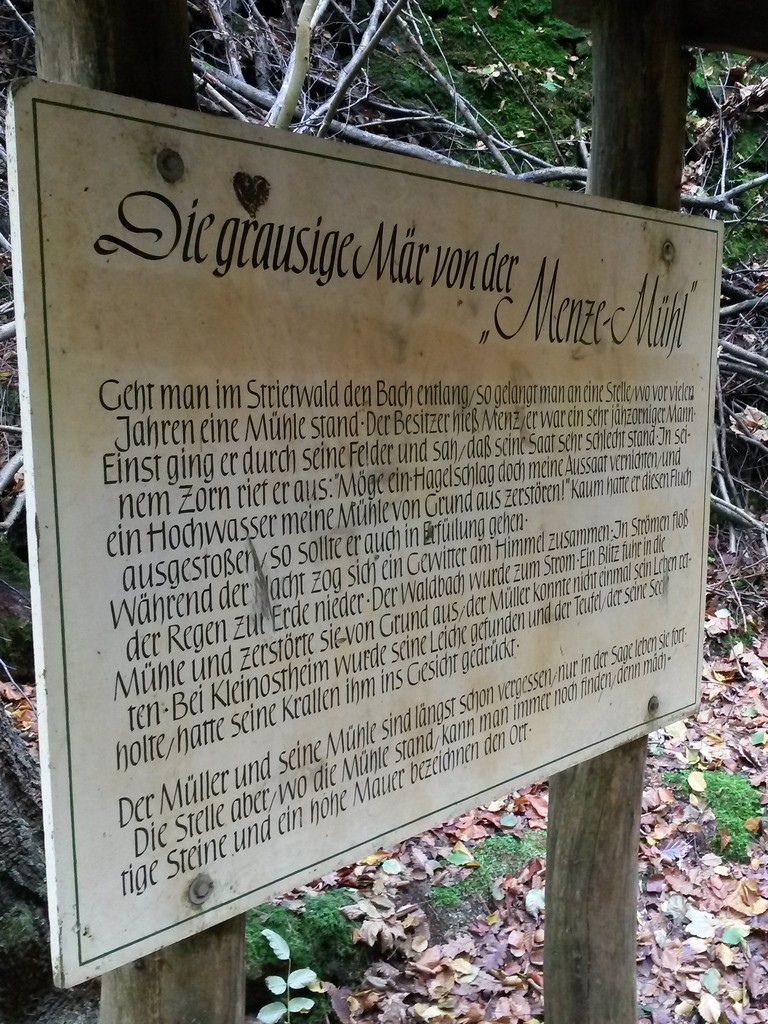 Die grausige Mär von der
„Menze-Mühl"
Geht man im Strietwald den Bach entlang/so gelangt man an eine Stelle/wo vor vielen
Jahren eine Mühle stand·Der Besitzer hieß Menz/er war ein sehr jähzorniger Mann·
Einst ging er durch seine Felder und sah/daß seine Saat sehr schlecht stand·In sei-
nem Zorn rief er aus:"Möge ein Hagelschlag doch meine Aussaat vernichten/und
ein Hochwasser meine Mühle von Grund aus zerstören!"Kaum hatte er diesen Fluch
ausgestoßen/so sollte er auch in Erfüllung gehen·
Während der Nacht zog sich ein Gewitter am Himmel zusammen·In Strömen floß
der Regen zur Erde nieder·Der Waldbach wurde zum Strom·Ein Blitz fuhr in die
Mühle und zerstörte sie von Grund aus/der Müller konnte nicht einmal sein Leben ret-
ten·Bei Kleinostheim wurde seine Leiche gefunden und der Teufel/der seine Seele
holte/hatte seine Krallen ihm ins Gesicht gedrückt·
Der Müller und seine Mühle sind längst schon vergessen/nur in der Sage leben sie fort·
Die Stelle aber/wo die Mühle stand/kann man immer noch finden/denn mäch-
tige Steine und ein hohe Mauer bezeichnen den Ort·